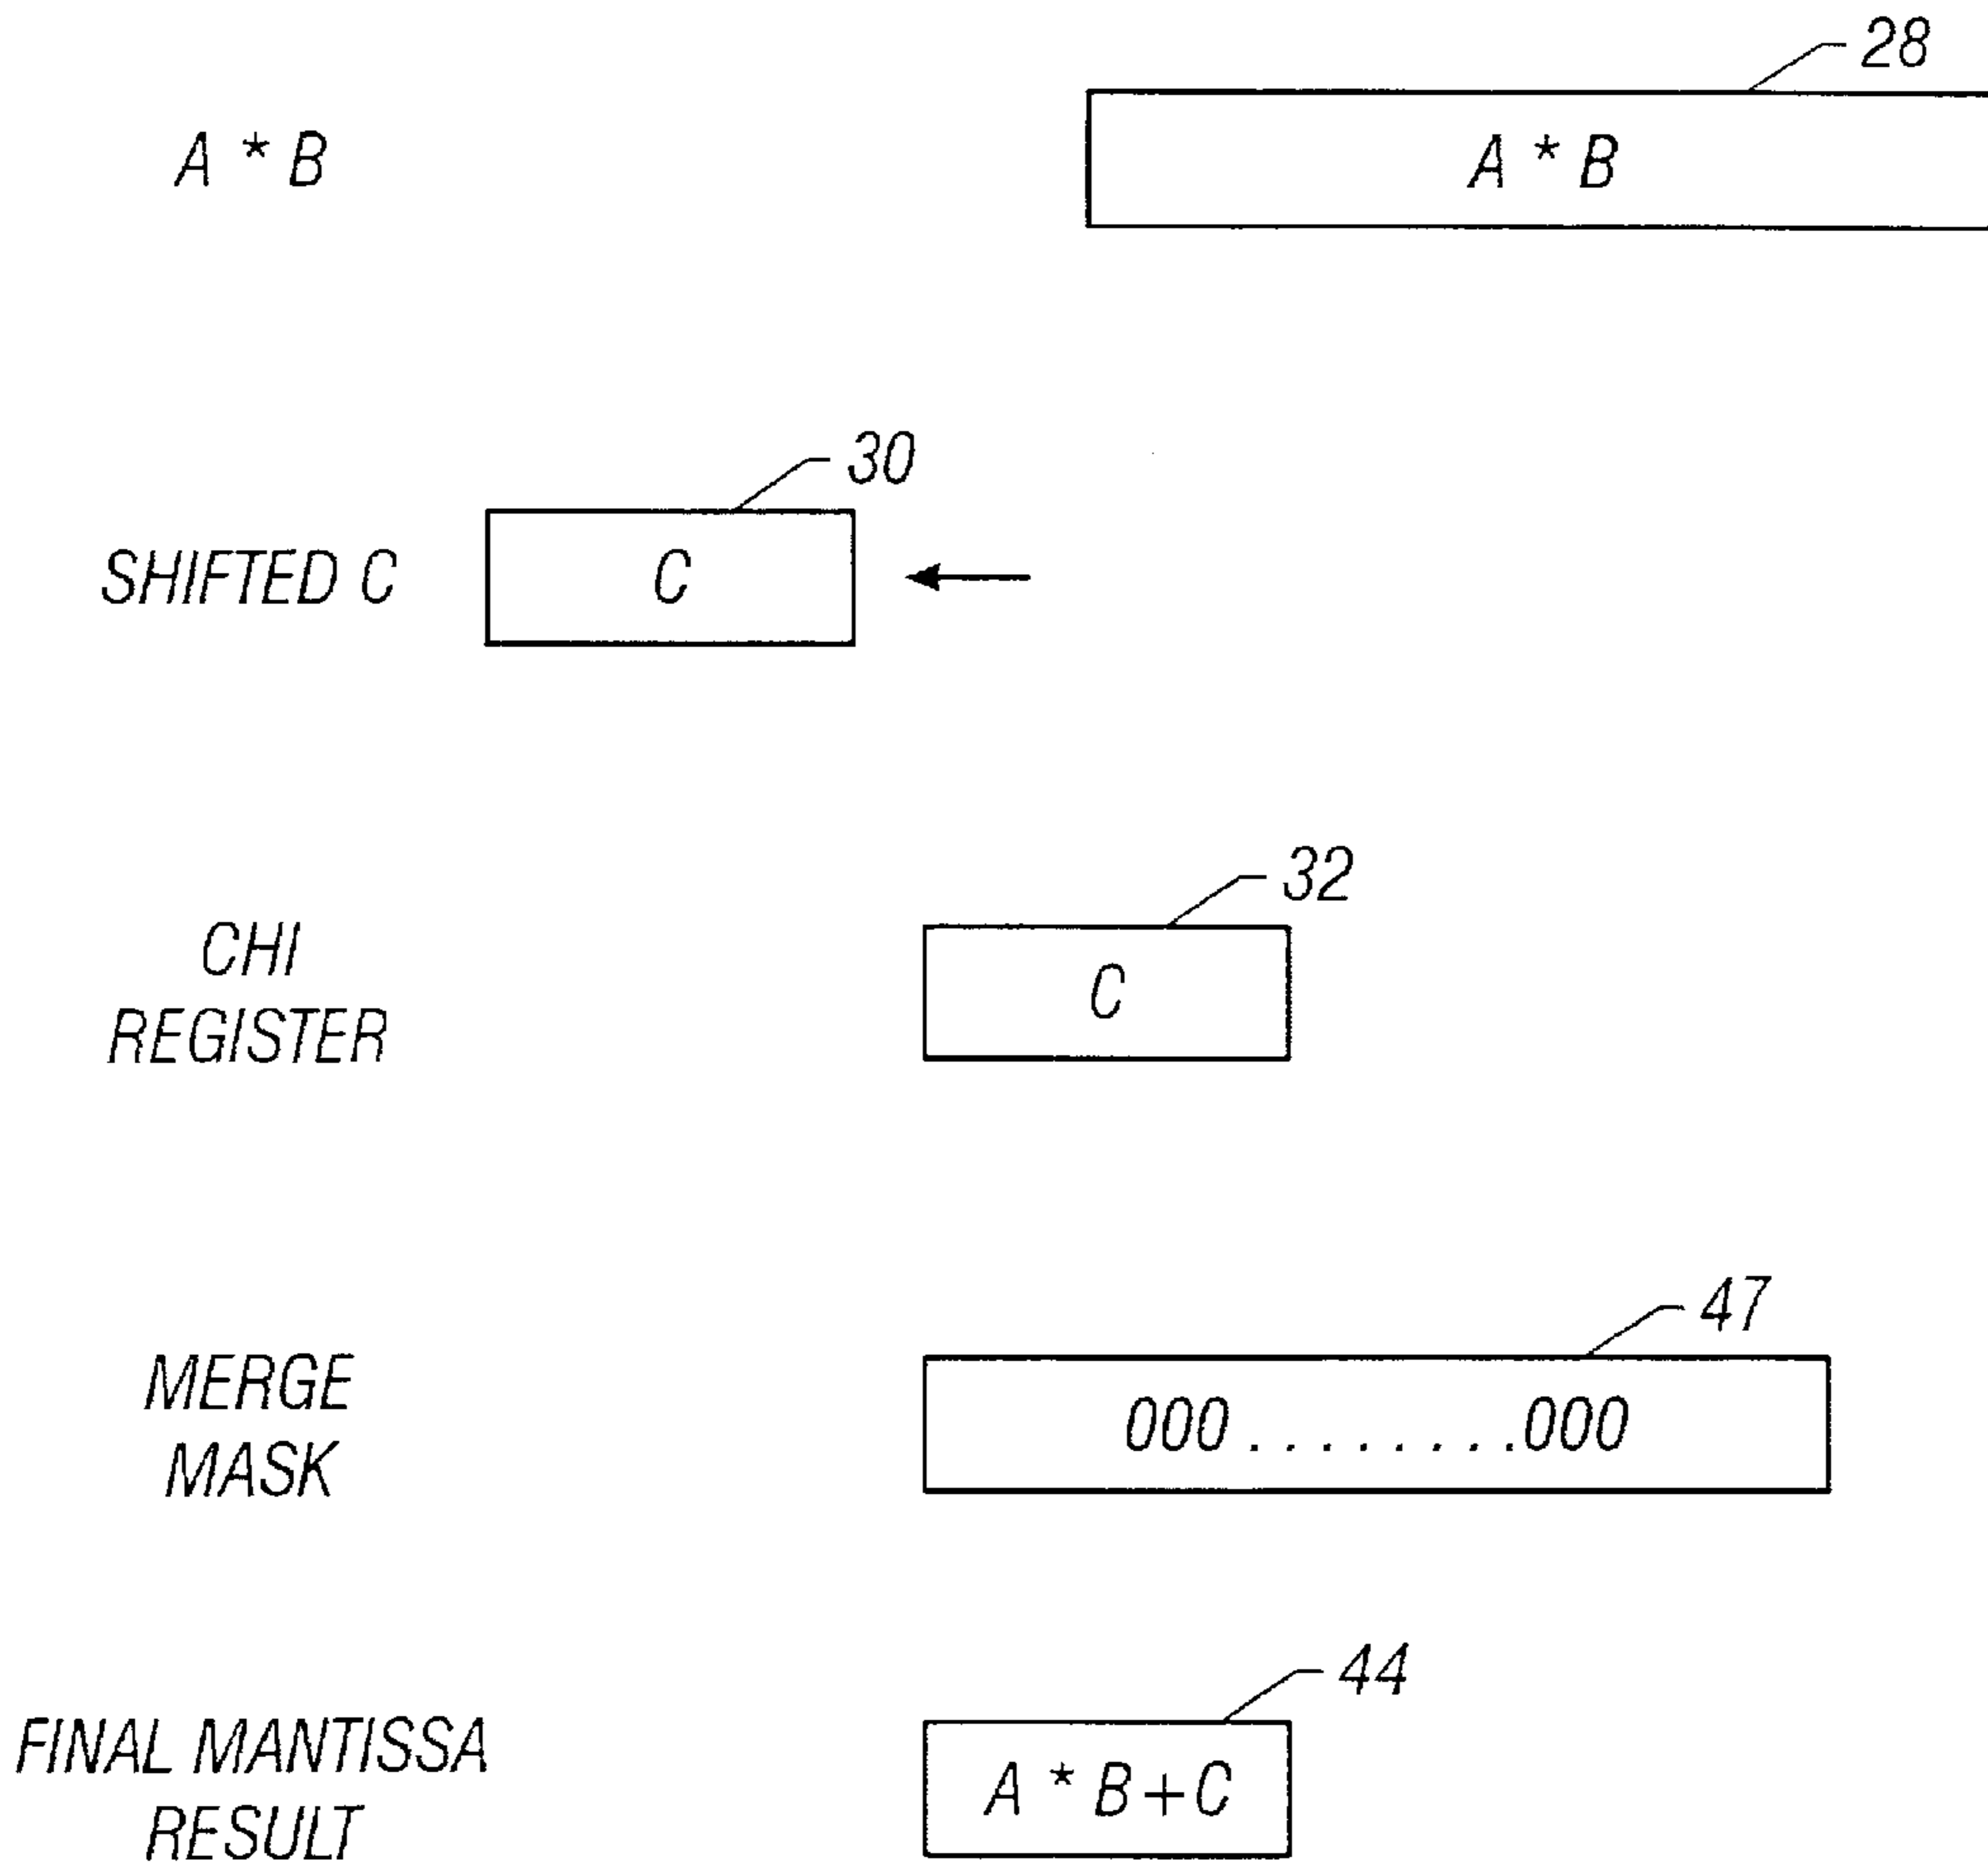 28
A * B
A * B
30
SHIFTED C
C
32
CHI
REGISTER
C
47
MERGE
MASK
000.........000
44
FINAL MANTISSA
RESULT
A * B+C